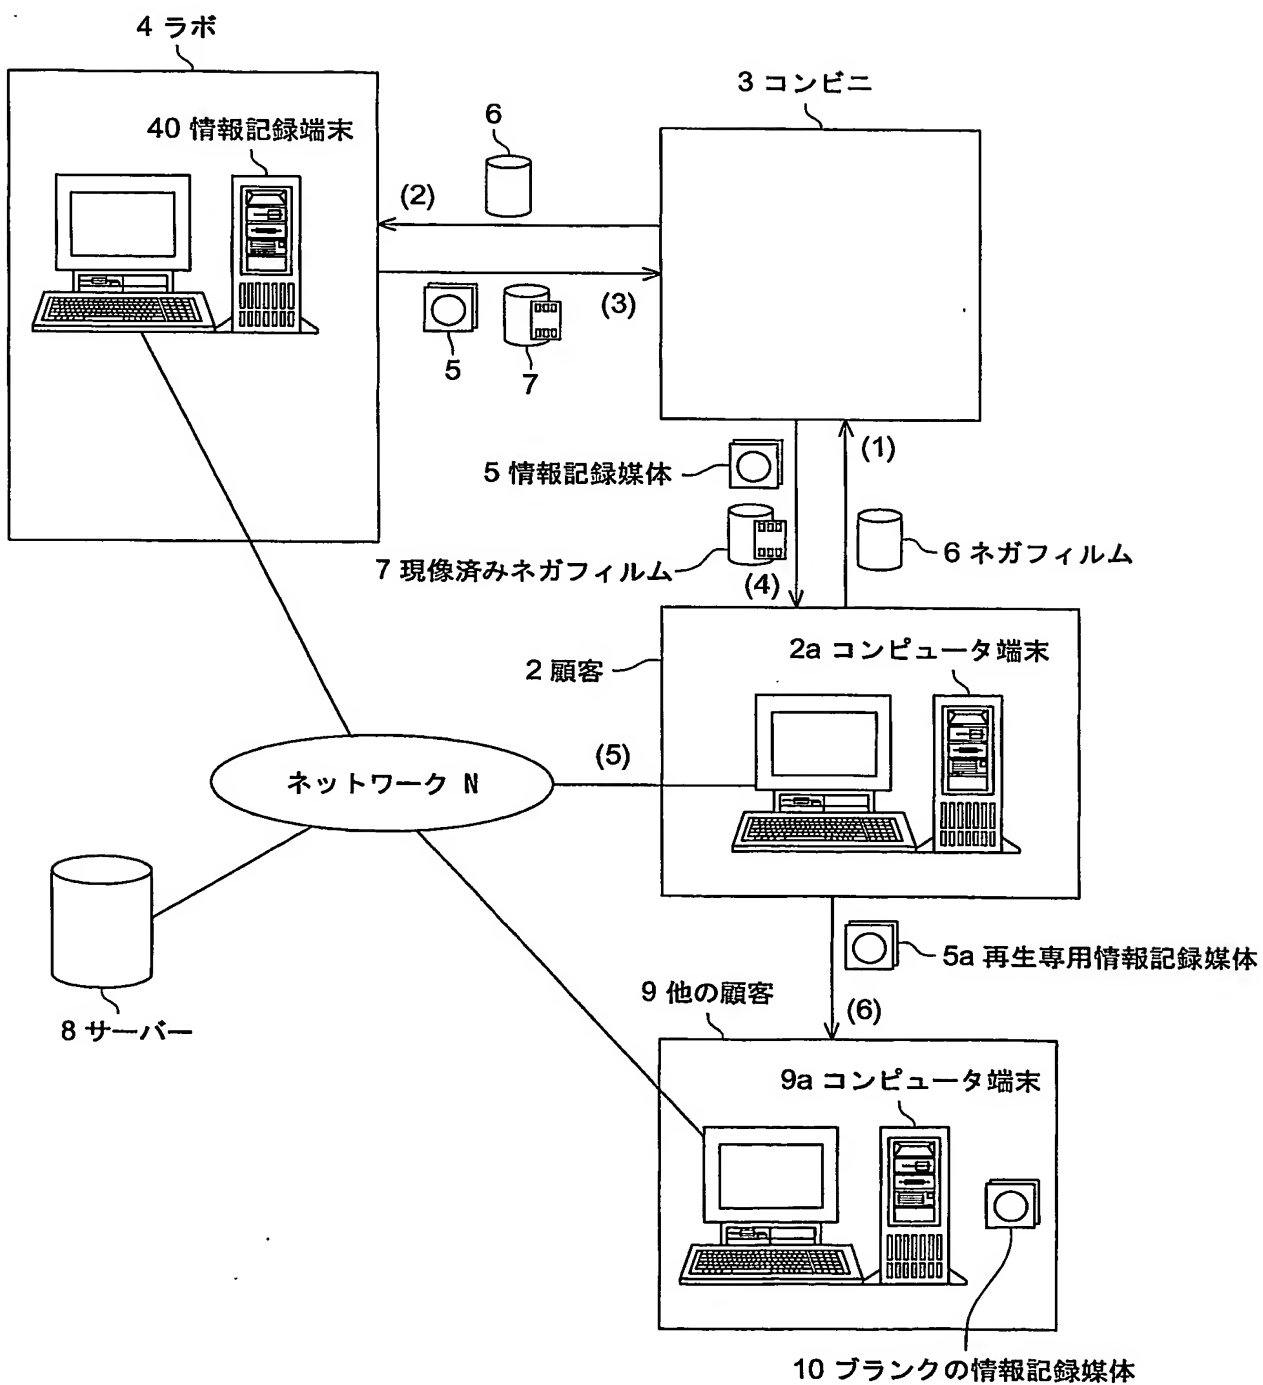 4 ラボ
3 コンビニ
40 情報記録端末
6
(2)
(3)
5
7
(1)
5 情報記録媒体
7 現像済みネガフィルム
6 ネガフィルム
(4)
2 顧客
2a コンピュータ端末
(5)
ネットワーク N
8 サーバー
5a 再生専用情報記録媒体
9 他の顧客
(6)
9a コンピュータ端末
10 ブランクの情報記録媒体